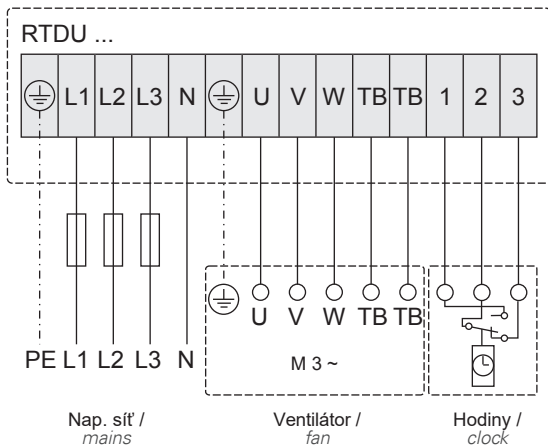 RTDU ...
L1 L2 L3 N U V W TB TB 1 2 3
U V W TB TB
PE L1 L2 L3 N
M 3 ~
Nap. síť /
mains
Ventilátor /
fan
Hodiny /
clock